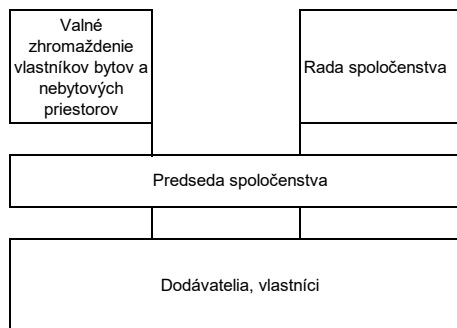 Valné
zhromaždenie
vlastníkov bytov a
nebytových
priestorov
Rada spoločenstva
Predseda spoločenstva
Dodávatelia, vlastníci